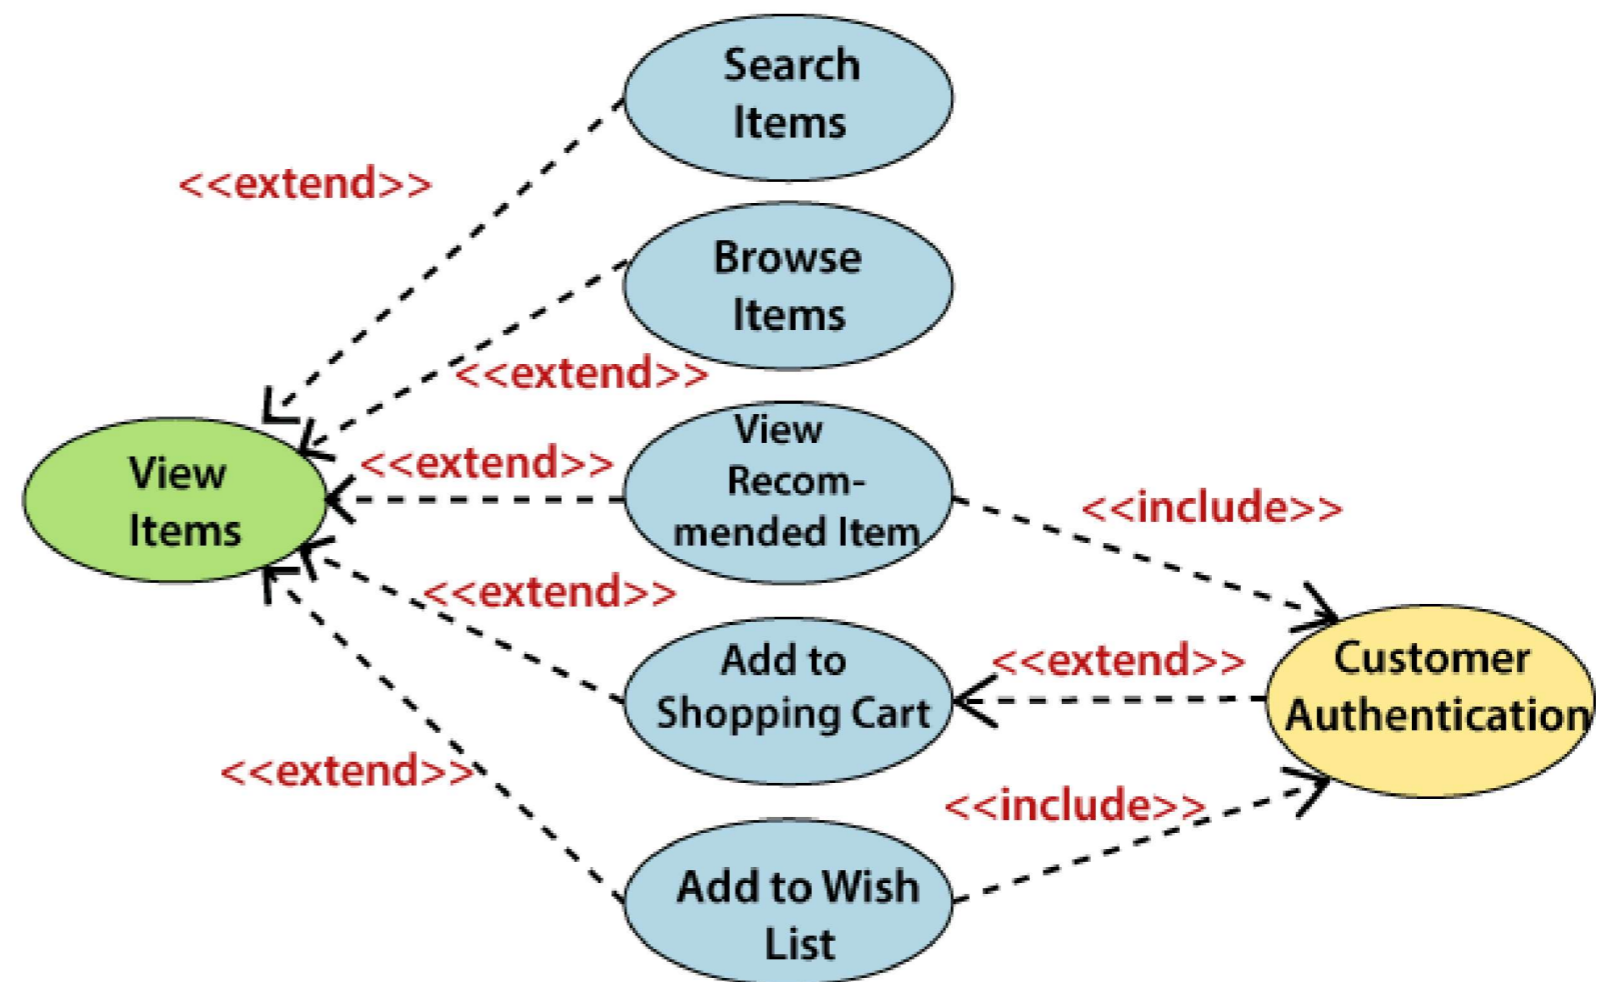 Search
Items
<<extend>>
Browse
Items
<<extend>>
View
Recom-
mended Item
<<extend>>
<<include>>
View
Items
<<extend>>
Add to
Shopping Cart
<<extend>>
Customer
Authentication
<<extend>>
<<include>>
Add to Wish
List